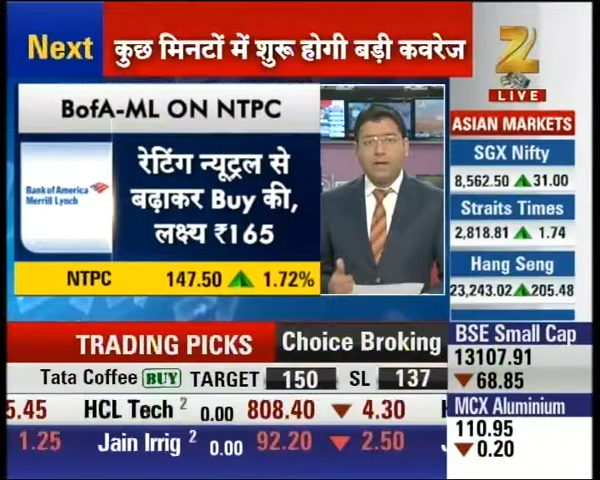 Next
कुछ मिनटों में शुरू होगी बड़ी कवरेज
LIVE
BofA-ML ON NTPC
Bank of America
Merrill Lynch
रेटिंग न्यूट्रल से
बढ़ाकर Buy की,
लक्ष्य ₹165
NTPC 147.50 1.72%
ASIAN MARKETS
SGX Nifty
8,562.50 31.00
Straits Times
2,818.81 1.74
Hang Seng
23,243.02 205.48
TRADING PICKS Choice Broking
Tata Coffee BUY TARGET 150 SL 137
BSE Small Cap
13107.91
68.85
5.45 HCL Tech 2 0.00 808.40 4.30
1.25 Jain Irrig 2 0.00 92.20 2.50
MCX Aluminium
110.95
0.20